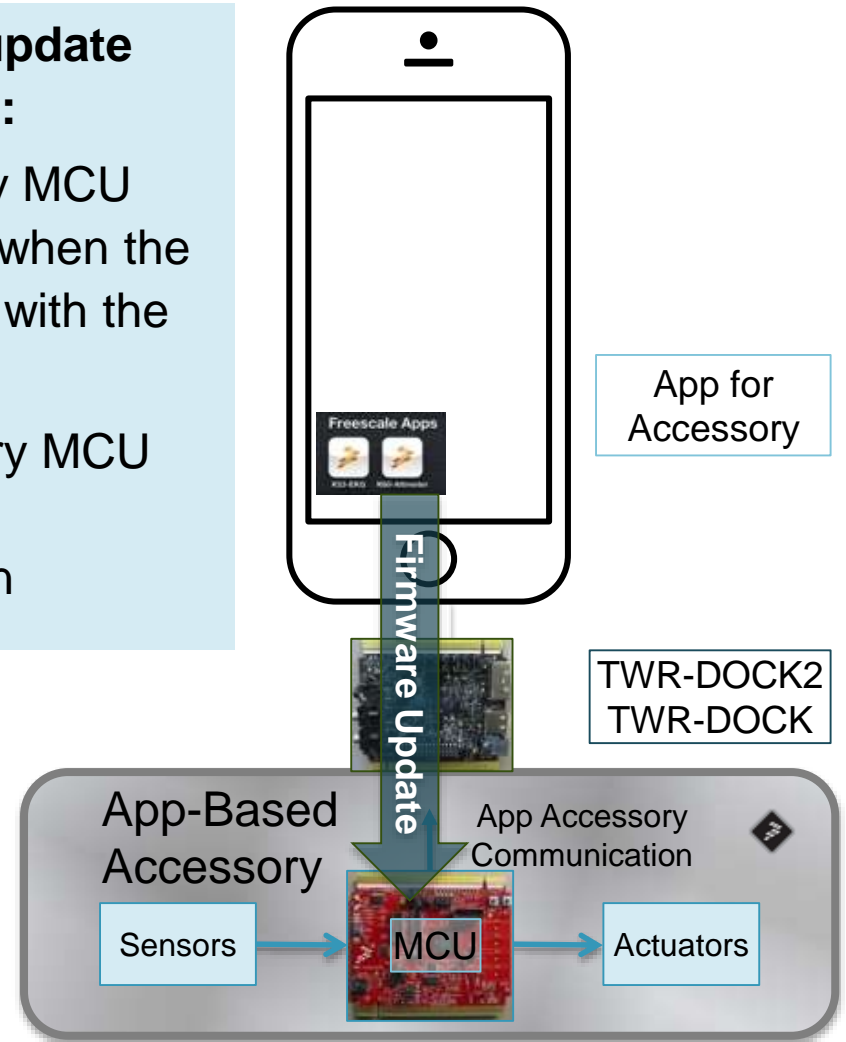 update
:
y MCU
when the
with the
ry MCU
n
Freescale Apps
Firmware Update
App for
Accessory
TWR-DOCK2
TWR-DOCK
App-Based
Accessory
App Accessory
Communication
Sensors
MCU
Actuators